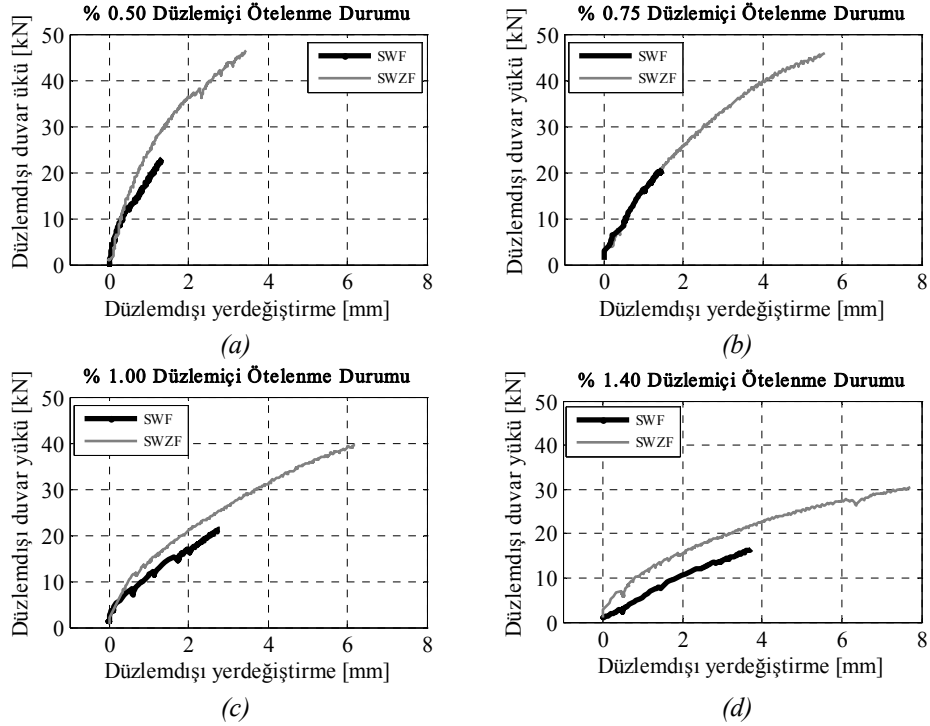 % 0.50 Düzlemiçi Ötelenme Durumu
Düzlemdışı duvar ükü [kN]
50
40
30
20
10
0
SWF
SWZF
0 2 4 6 8
Düzlemdışı yerdeğiştirme [mm]
(a)
% 0.75 Düzlemiçi Ötelenme Durumu
Düzlemdışı duvar yükü [kN]
50
40
30
20
10
0
SWF
SWZF
0 2 4 6 8
Düzlemdışı yerdeğiştirme [mm]
(b)
% 1.00 Düzlemiçi Ötelenme Durumu
Düzlemdışı duvar yükü [kN]
50
40
30
20
10
0
SWF
SWZF
0 2 4 6 8
Düzlemdışı yerdeğiştirme [mm]
(c)
% 1.40 Düzlemiçi Ötelenme Durumu
Düzlemdışı duvar yükü [kN]
50
40
30
20
10
0
SWF
SWZF
0 2 4 6 8
Düzlemdışı yerdeğiştirme [mm]
(d)